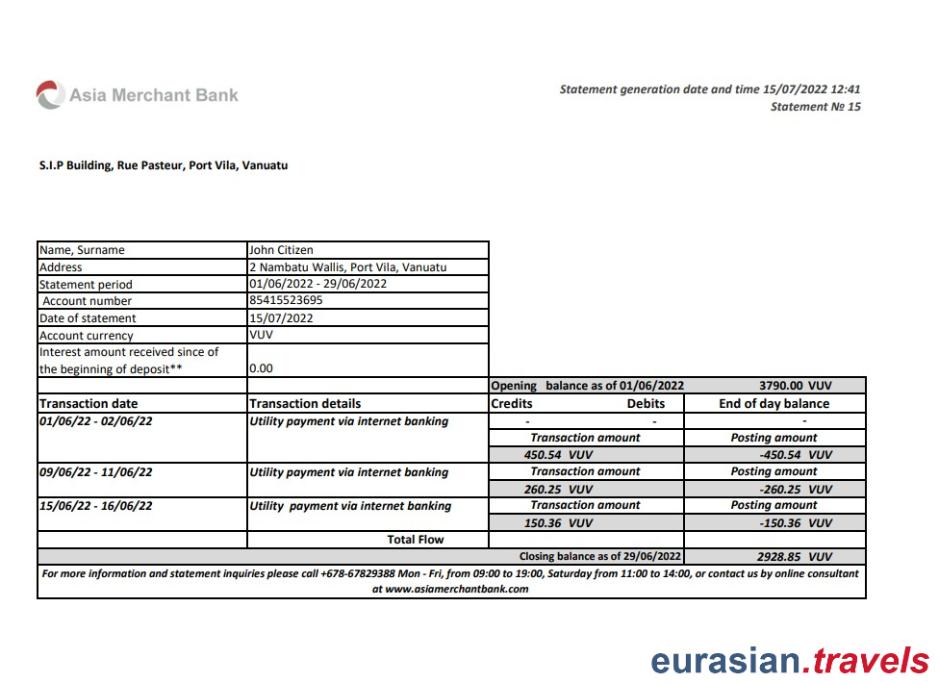 Asia Merchant Bank
Statement generation date and time 15/07/2022 12:41
Statement № 15
S.I.P Building, Rue Pasteur, Port Vila, Vanuatu
Name, Surname John Citizen
Address 2 Nambatu Wallis, Port Vila, Vanuatu
Statement period 01/06/2022 - 29/06/2022
Account number 85415523695
Date of statement 15/07/2022
Account currency VUV
Interest amount received since of
the beginning of deposit** 0.00
Opening balance as of 01/06/2022 3790.00 VUV
Transaction date Transaction details Credits Debits End of day balance
01/06/22 - 02/06/22 Utility payment via internet banking - - -
Transaction amount Posting amount
450.54 VUV -450.54 VUV
09/06/22 - 11/06/22 Utility payment via internet banking Transaction amount Posting amount
260.25 VUV -260.25 VUV
15/06/22 - 16/06/22 Utility payment via internet banking Transaction amount Posting amount
150.36 VUV -150.36 VUV
Total Flow
Closing balance as of 29/06/2022 2928.85 VUV
For more information and statement inquiries please call +678-67829388 Mon - Fri, from 09:00 to 19:00, Saturday from 11:00 to 14:00, or contact us by online consultant
at www.asiamerchantbank.com
eurasian.travels